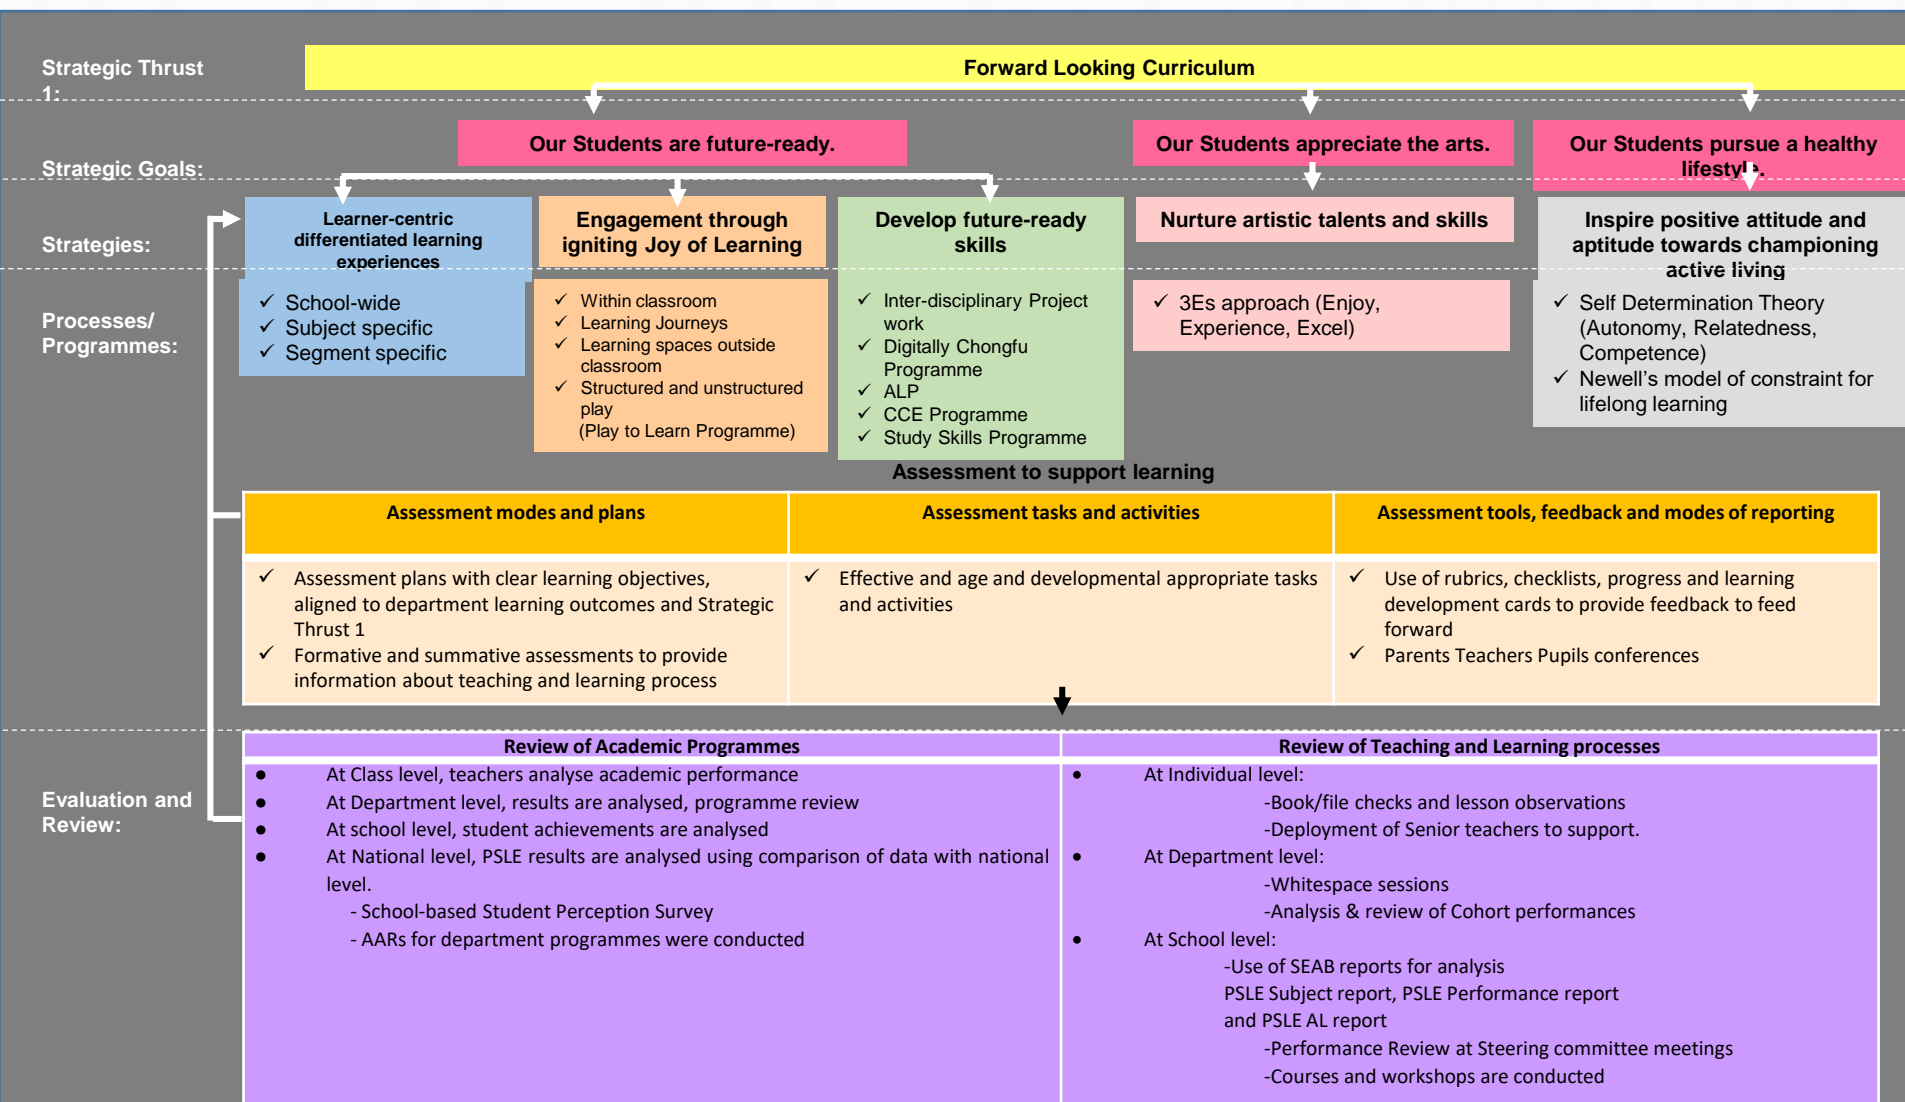 Strategic Thrust
1:
Forward Looking Curriculum
Strategic Goals:
Our Students are future-ready.
Our Students appreciate the arts.
Our Students pursue a healthy
lifestyle.
Strategies:
Learner-centric
differentiated learning
experiences
Engagement through
igniting Joy of Learning
Develop future-ready
skills
Nurture artistic talents and skills
Inspire positive attitude and
aptitude towards championing
active living
Processes/
Programmes:
✓ School-wide
✓ Subject specific
✓ Segment specific
✓ Within classroom
✓ Learning Journeys
✓ Learning spaces outside
classroom
✓ Structured and unstructured
play
(Play to Learn Programme)
✓ Inter-disciplinary Project
work
✓ Digitally Chongfu
Programme
✓ ALP
✓ CCE Programme
✓ Study Skills Programme
✓ 3Es approach (Enjoy,
Experience, Excel)
✓ Self Determination Theory
(Autonomy, Relatedness,
Competence)
✓ Newell's model of constraint for
lifelong learning
Assessment to support learning
Assessment modes and plans
Assessment tasks and activities
Assessment tools, feedback and modes of reporting
✓ Assessment plans with clear learning objectives,
aligned to department learning outcomes and Strategic
Thrust 1
✓ Formative and summative assessments to provide
information about teaching and learning process
✓ Effective and age and developmental appropriate tasks
and activities
✓ Use of rubrics, checklists, progress and learning
development cards to provide feedback to feed
forward
✓ Parents Teachers Pupils conferences
Evaluation and
Review:
Review of Academic Programmes
● At Class level, teachers analyse academic performance
● At Department level, results are analysed, programme review
● At school level, student achievements are analysed
● At National level, PSLE results are analysed using comparison of data with national
level.
- School-based Student Perception Survey
- AARs for department programmes were conducted
Review of Teaching and Learning processes
● At Individual level:
-Book/file checks and lesson observations
-Deployment of Senior teachers to support.
● At Department level:
-Whitespace sessions
-Analysis & review of Cohort performances
● At School level:
-Use of SEAB reports for analysis
PSLE Subject report, PSLE Performance report
and PSLE AL report
-Performance Review at Steering committee meetings
-Courses and workshops are conducted